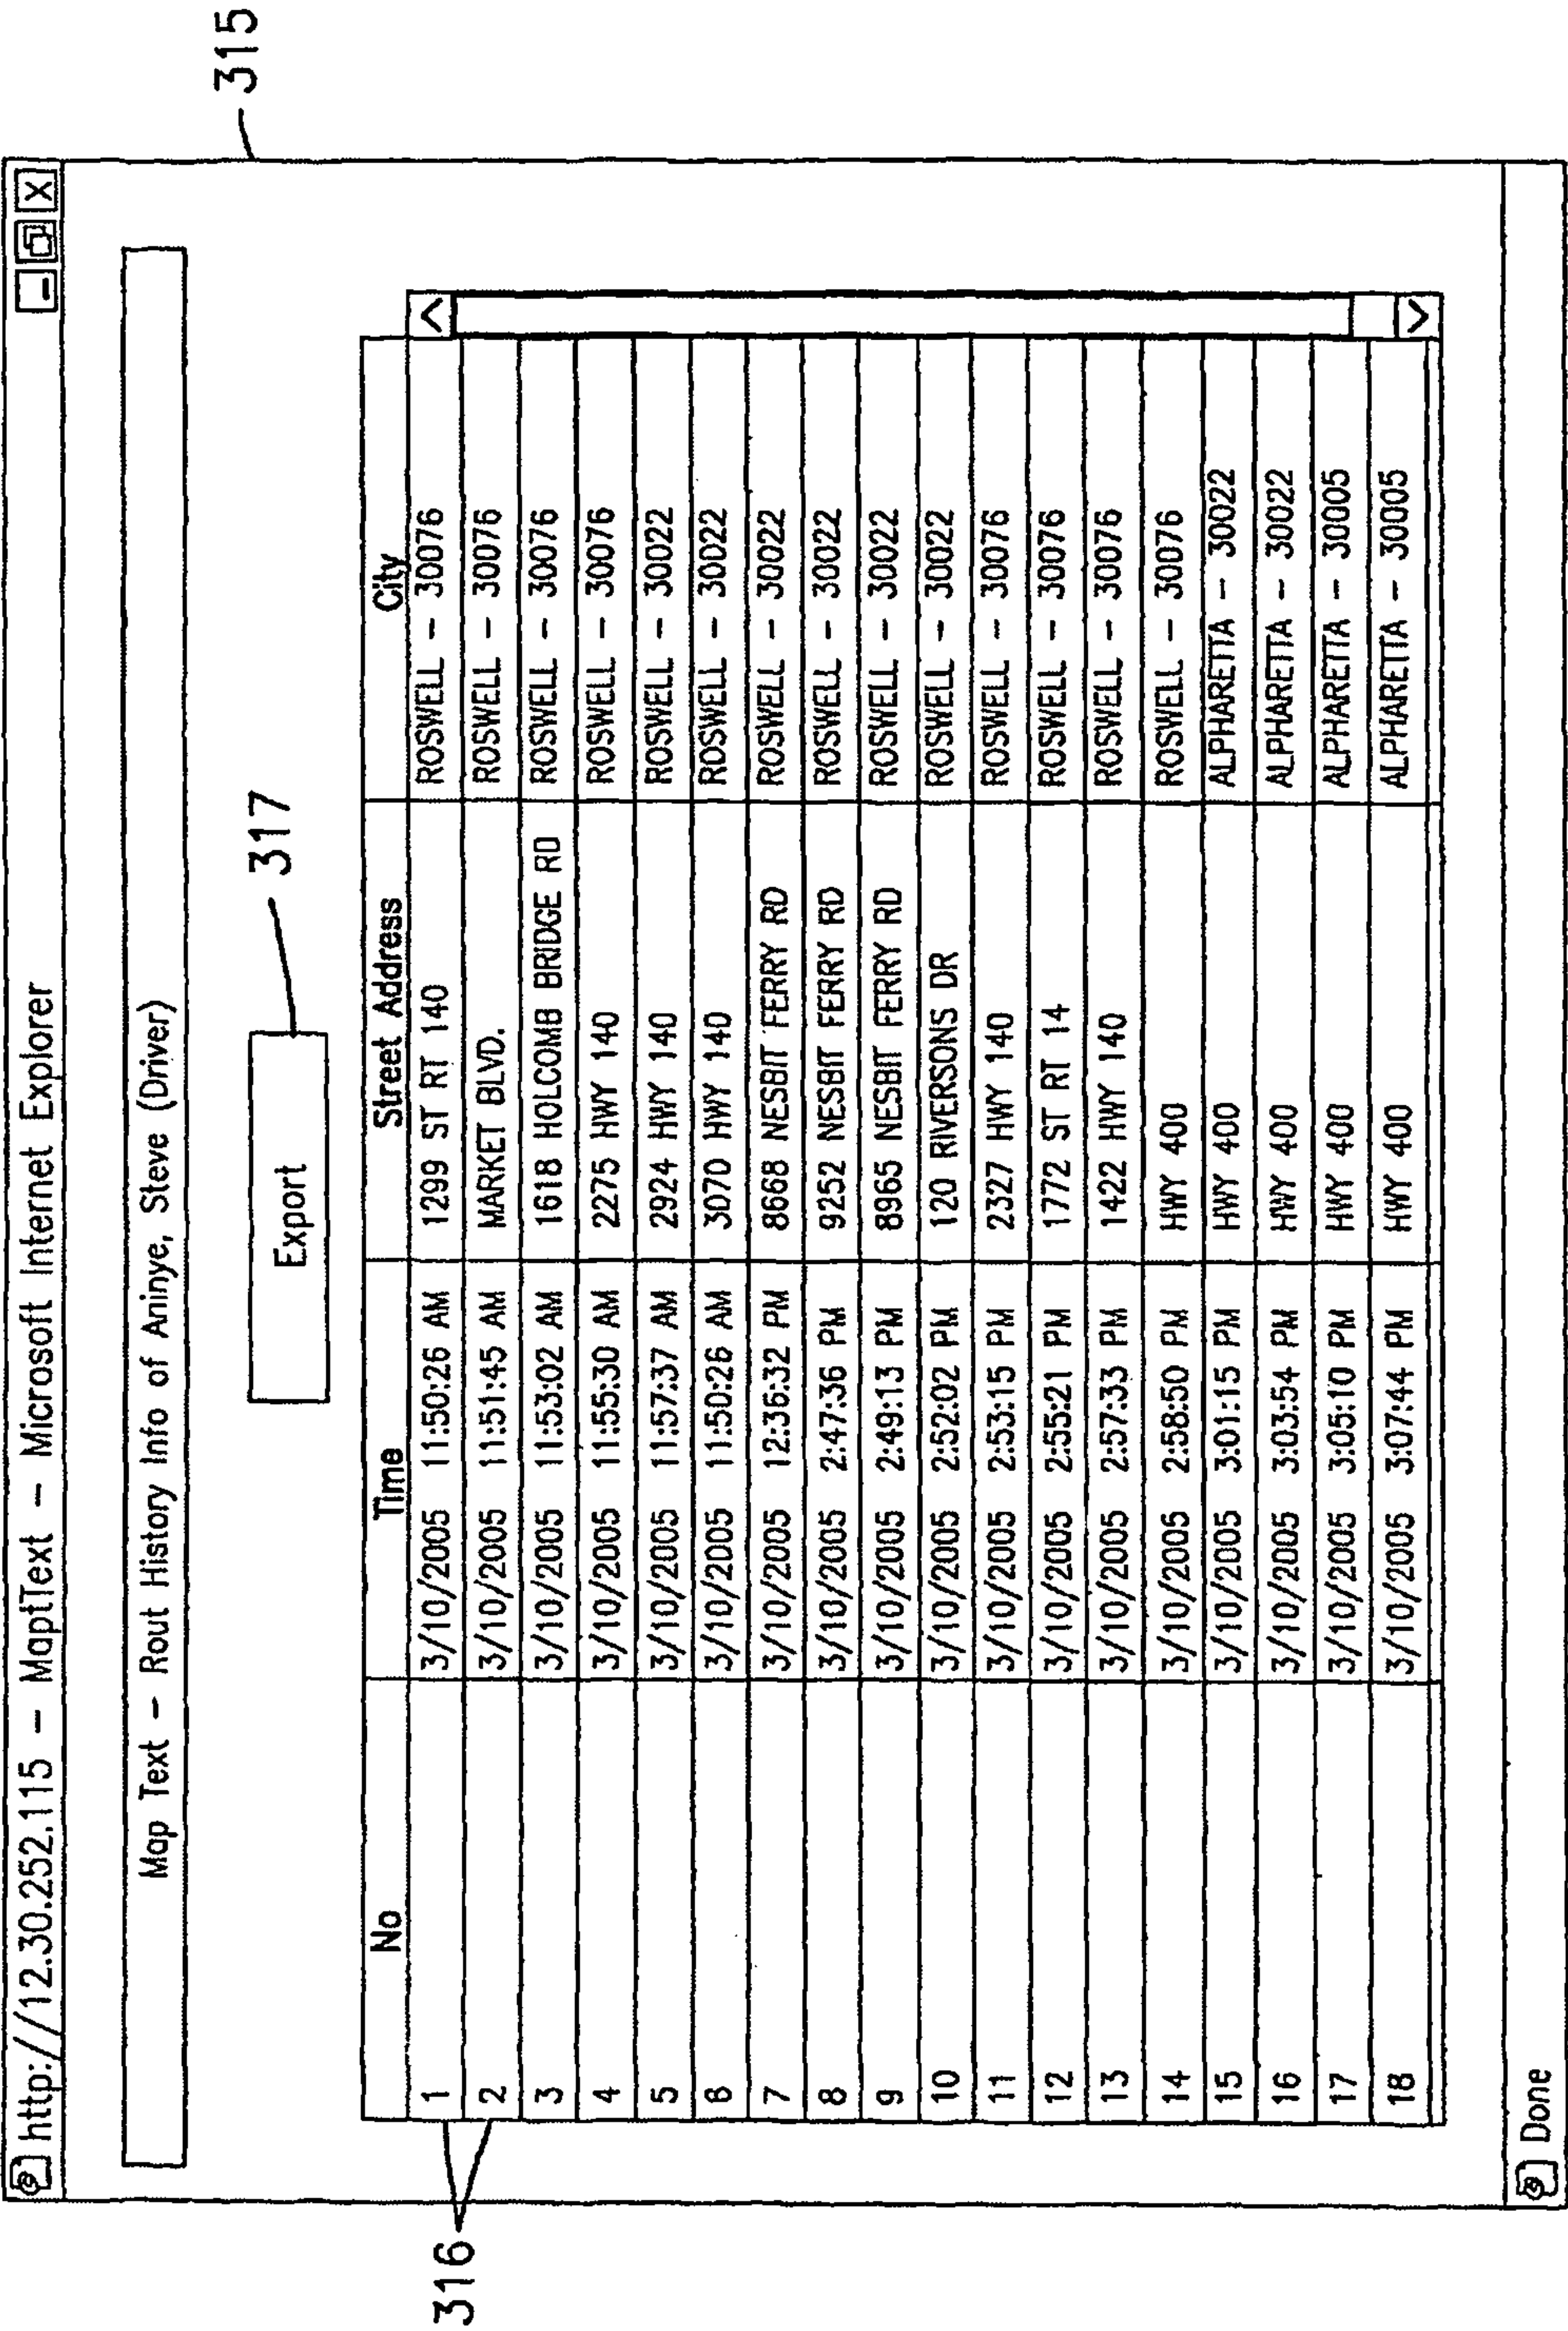 http://12.30.252.115 – MaptText – Microsoft Internet Explorer
315
Map Text – Rout History Info of Aninye, Steve (Driver)
Export
317
No Time Street Address City
316
1 3/10/2005 11:50:26 AM 1299 ST RT 140 ROSWELL – 30076
2 3/10/2005 11:51:45 AM MARKET BLVD. ROSWELL – 30076
3 3/10/2005 11:53:02 AM 1618 HOLCOMB BRIDGE RD ROSWELL – 30076
4 3/10/2005 11:55:30 AM 2275 HWY 140 ROSWELL – 30076
5 3/10/2005 11:57:37 AM 2924 HWY 140 ROSWELL – 30022
6 3/10/2005 11:50:26 AM 3070 HWY 140 ROSWELL – 30022
7 3/10/2005 12:36:32 PM 8668 NESBIT FERRY RD ROSWELL – 30022
8 3/10/2005 2:47:36 PM 9252 NESBIT FERRY RD ROSWELL – 30022
9 3/10/2005 2:49:13 PM 8965 NESBIT FERRY RD ROSWELL – 30022
10 3/10/2005 2:52:02 PM 120 RIVERSONS DR ROSWELL – 30022
11 3/10/2005 2:53:15 PM 2327 HWY 140 ROSWELL – 30076
12 3/10/2005 2:55:21 PM 1772 ST RT 14 ROSWELL – 30076
13 3/10/2005 2:57:33 PM 1422 HWY 140 ROSWELL – 30076
14 3/10/2005 2:58:50 PM HWY 400 ROSWELL – 30076
15 3/10/2005 3:01:15 PM HWY 400 ALPHARETTA – 30022
16 3/10/2005 3:03:54 PM HWY 400 ALPHARETTA – 30022
17 3/10/2005 3:05:10 PM HWY 400 ALPHARETTA – 30005
18 3/10/2005 3:07:44 PM HWY 400 ALPHARETTA – 30005
Done